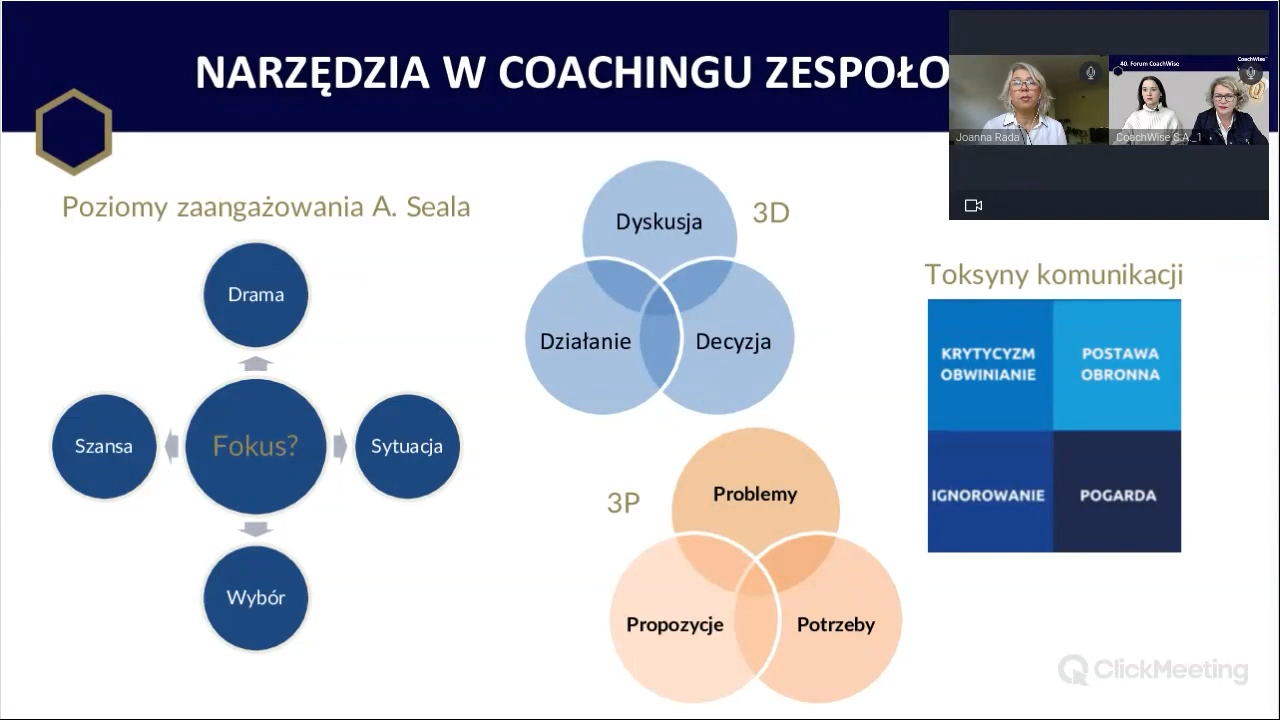 NARZĘDZIA W COACHINGU ZESPOŁO
40. Forum CoachWise
CoachWise
Joanna Rada
CoachWise S.A._1
Poziomy zaangażowania A. Seala
Drama
Szansa
Fokus?
Sytuacja
Wybór
3D
Dyskusja
Działanie
Decyzja
3P
Problemy
Propozycje
Potrzeby
Toksyny komunikacji
KRYTYCYZM
OBWINIANIE
POSTAWA
OBRONNA
IGNOROWANIE
POGARDA
ClickMeeting